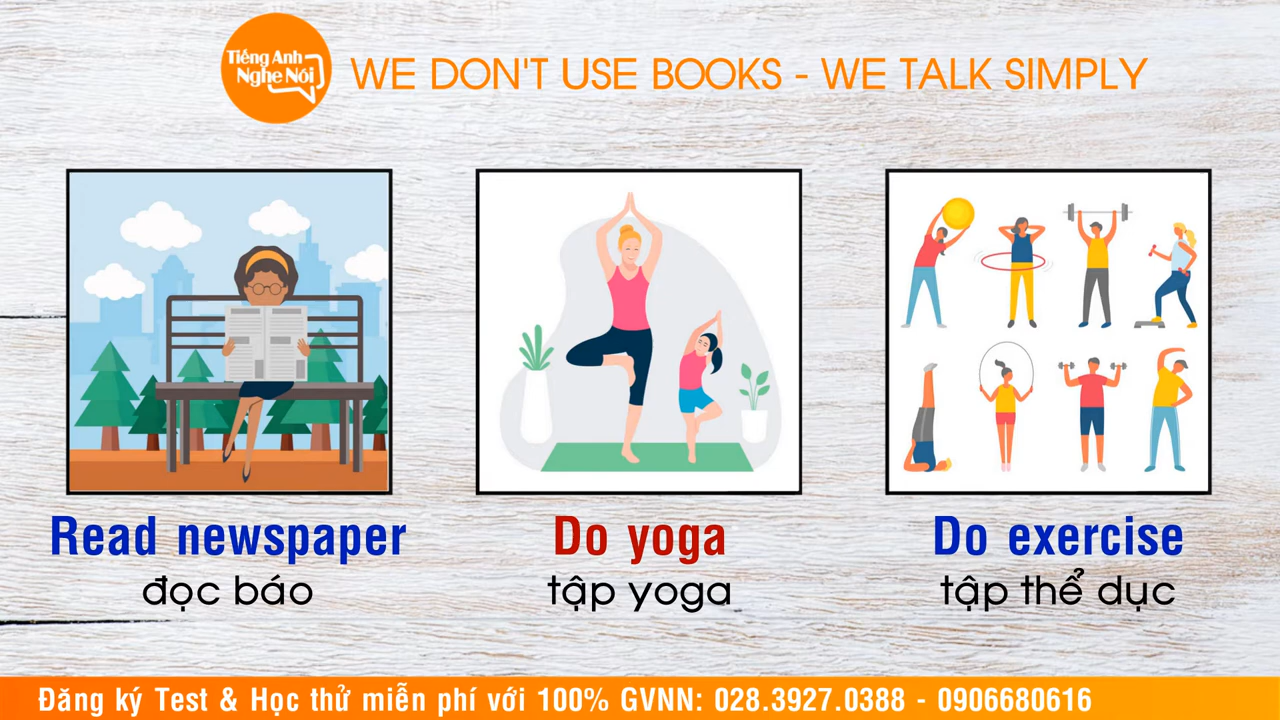 Tiếng Anh
Nghe Nói
WE DON'T USE BOOKS - WE TALK SIMPLY
Read newspaper
đọc báo
Do yoga
tập yoga
Do exercise
tập thể dục
Đăng ký Test & Học thử miễn phí với 100% GVNN: 028.3927.0388 - 0906680616